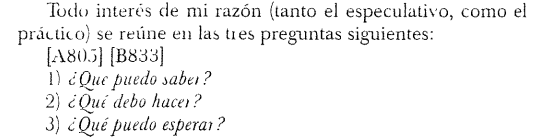 Todo interés de mi razón (tanto el especulativo, como el
práctico) se reúne en las tres preguntas siguientes:
[A805] [B833]
1) ¿Qué puedo saber?
2) ¿Qué debo hacer?
3) ¿Qué puedo esperar?